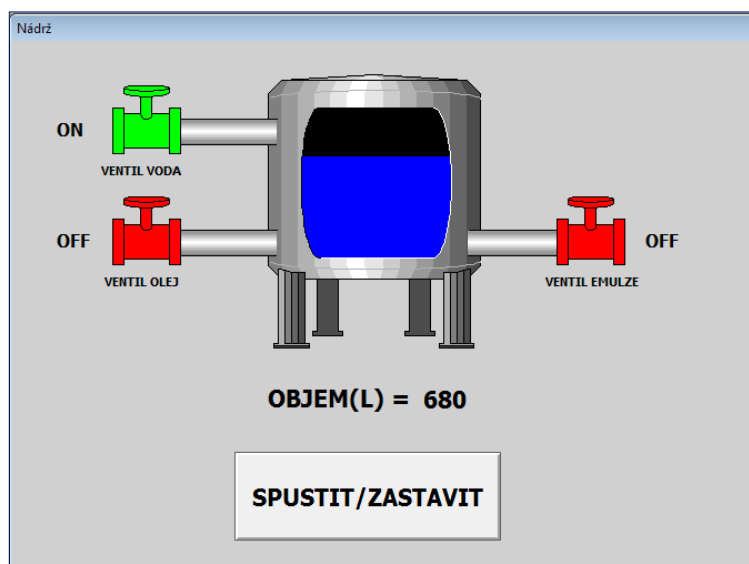 Nádrž
ON
VENTIL VODA
OFF
OFF
VENTIL OLEJ
VENTIL EMULZE
OBJEM(L) = 680
SPUSTIT/ZASTAVIT